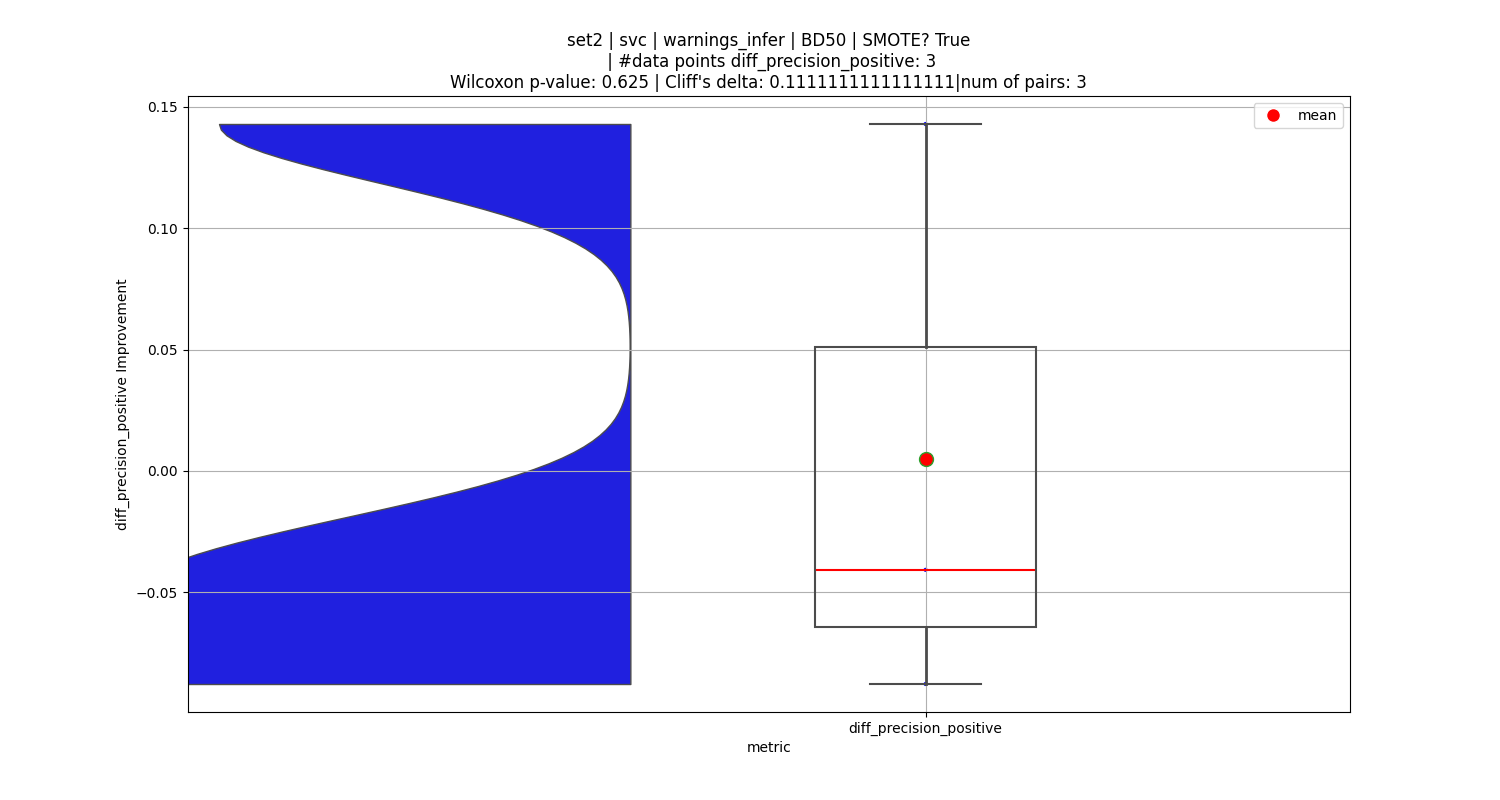 set2 | svc | warnings_infer | BD50 | SMOTE? True
| #data points diff_precision_positive: 3
Wilcoxon p-value: 0.625 | Cliff's delta: 0.1111111111111111|num of pairs: 3
mean
0.15
0.10
0.05
0.00
−0.05
diff_precision_positive Improvement
diff_precision_positive
metric